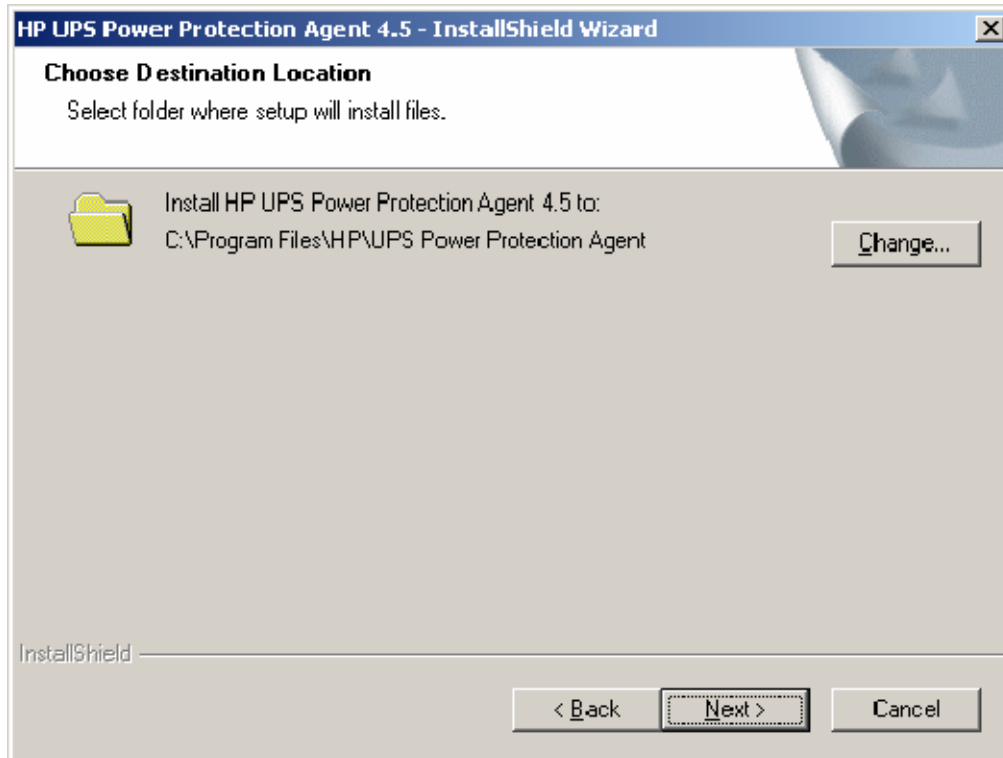 HP UPS Power Protection Agent 4.5 - InstallShield Wizard
Choose Destination Location
Select folder where setup will install files.
Install HP UPS Power Protection Agent 4.5 to:
C:\Program Files\HP\UPS Power Protection Agent
Change...
InstallShield
< Back
Next >
Cancel